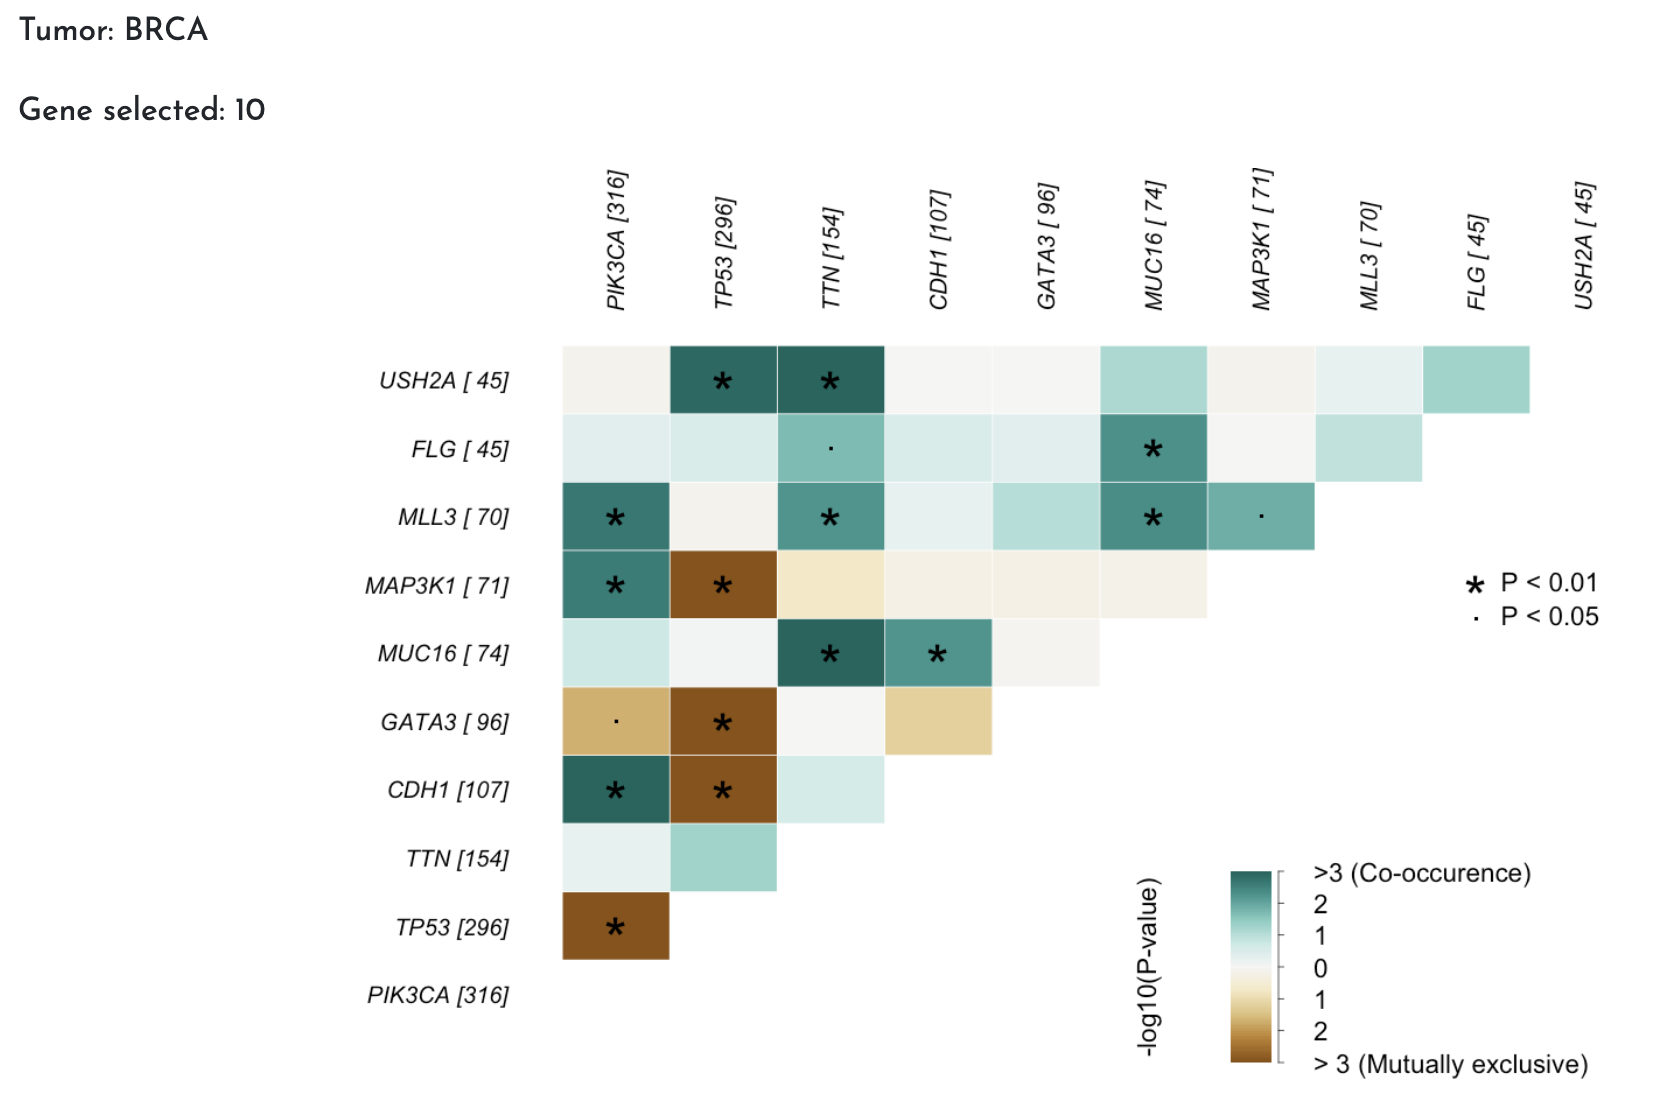 Tumor: BRCA
Gene selected: 10
PIK3CA [316]
TP53 [296]
TTN [154]
CDH1 [107]
GATA3 [ 96]
MUC16 [ 74]
MAP3K1 [ 71]
MLL3 [ 70]
FLG [ 45]
USH2A [ 45]
USH2A [ 45]
* *
FLG [ 45]
. *
MLL3 [ 70]
* * * .
MAP3K1 [ 71]
* *
* P < 0.01
. P < 0.05
MUC16 [ 74]
* *
GATA3 [ 96]
. *
CDH1 [107]
* *
TTN [154]
TP53 [296]
*
PIK3CA [316]
-log10(P-value)
>3 (Co-occurence)
2
1
0
1
2
> 3 (Mutually exclusive)